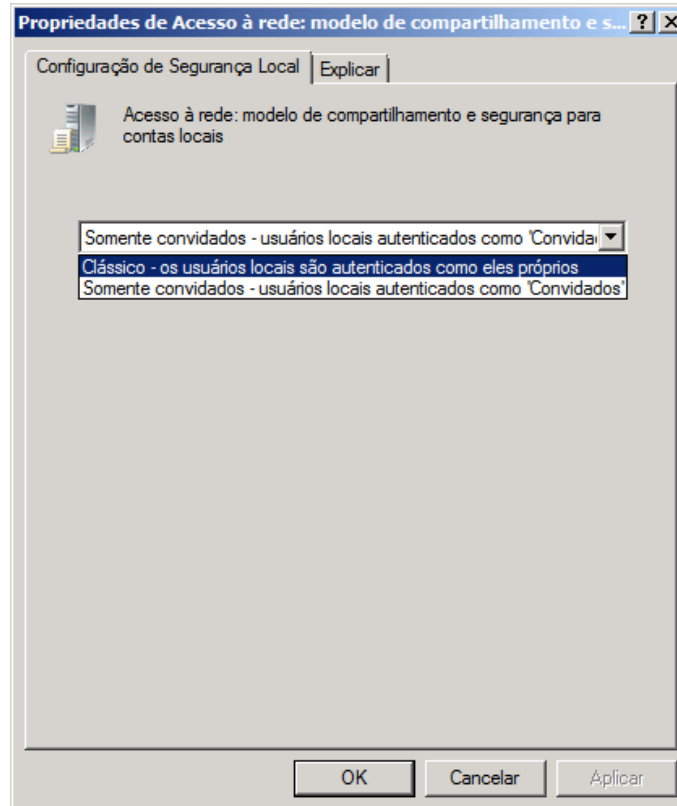 Propriedades de Acesso à rede: modelo de compartilhamento e s...
Configuração de Segurança Local
Explicar
Acesso à rede: modelo de compartilhamento e segurança para
contas locais
Somente convidados - usuários locais autenticados como 'Convida
Clássico - os usuários locais são autenticados como eles próprios
Somente convidados - usuários locais autenticados como 'Convidados'
OK
Cancelar
Aplicar